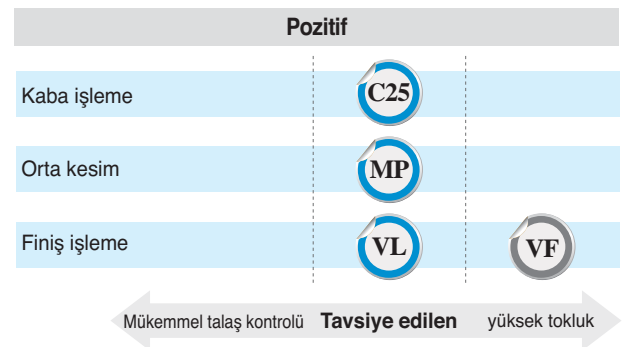 Pozitif
Kaba işleme C25
Orta kesim MP
Finiş işleme VL VF
Mükemmel talaş kontrolü Tavsiye edilen yüksek tokluk